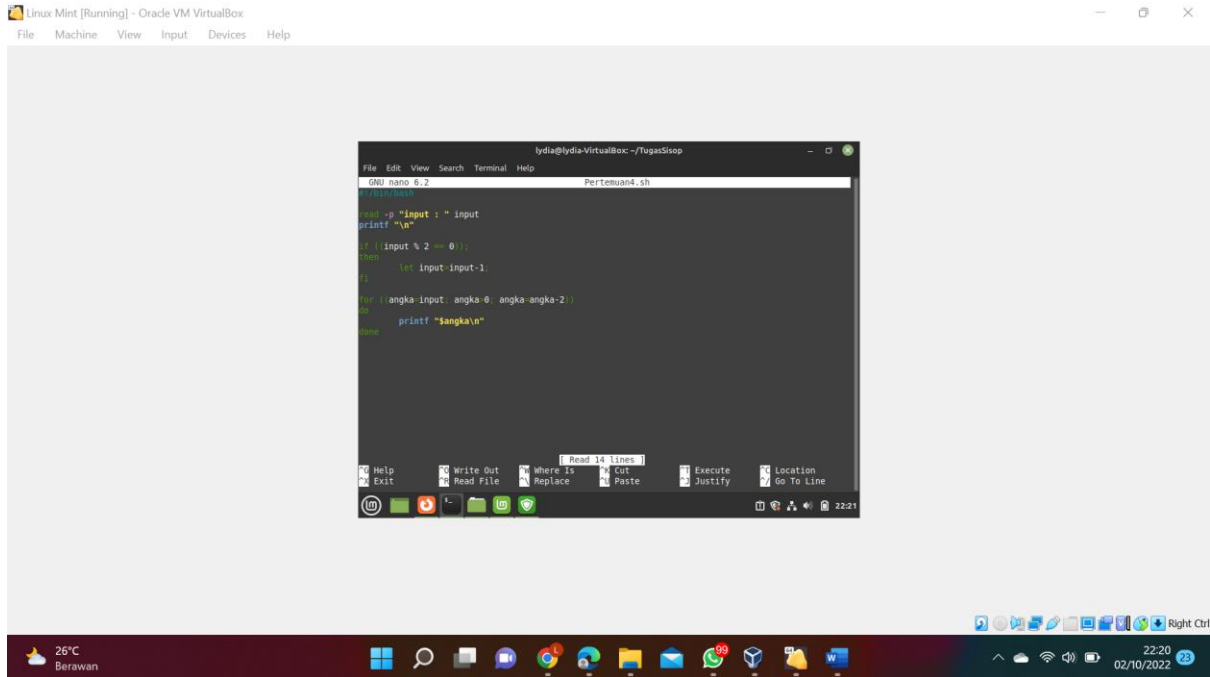 Linux Mint [Running] - Oracle VM VirtualBox
File Machine View Input Devices Help
lydia@lydia-VirtualBox: ~/TugasSisop
File Edit View Search Terminal Help
GNU nano 6.2 Pertemuan4.sh
#!/bin/bash
read -p "input : " input
printf "\n"
if ((input % 2 == 0));
then
let input=input-1;
fi
for ((angka=input; angka>0; angka=angka-2))
do
printf "$angka\n"
done
[ Read 14 lines ]
^G Help ^O Write Out ^W Where Is ^K Cut ^T Execute ^C Location
^X Exit ^R Read File ^\ Replace ^U Paste ^J Justify ^/ Go To Line
22:21
Right Ctrl
26°C
Berawan
99
22:20
02/10/2022
23